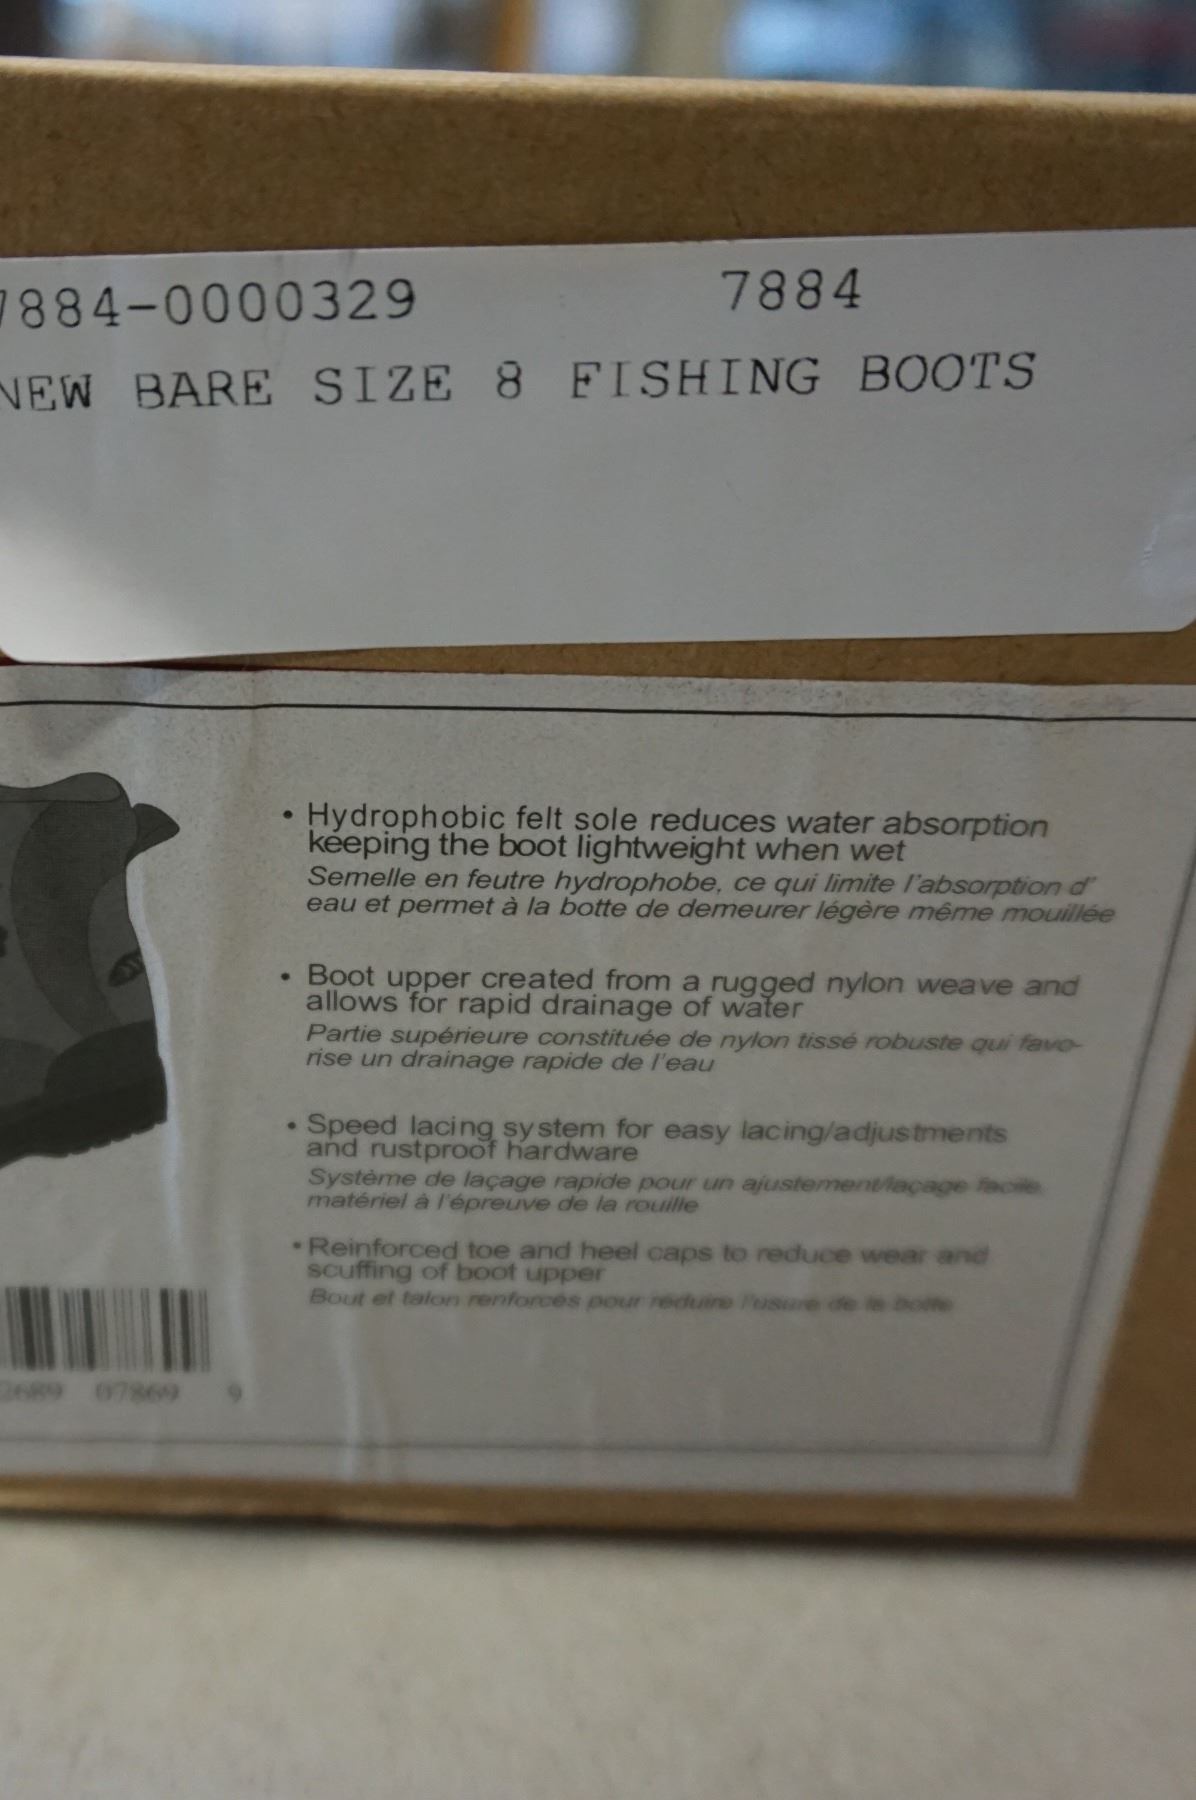 7884-0000329 7884
NEW BARE SIZE 8 FISHING BOOTS
• Hydrophobic felt sole reduces water absorption
keeping the boot lightweight when wet
Semelle en feutre hydrophobe, ce qui limite l'absorption d'
eau et permet à la botte de demeurer légère même mouillée
• Boot upper created from a rugged nylon weave and
allows for rapid drainage of water
Partie supérieure constituée de nylon tissé robuste qui favo-
rise un drainage rapide de l'eau
• Speed lacing system for easy lacing/adjustments
and rustproof hardware
Système de laçage rapide pour un ajustement/laçage facile
matériel à l'épreuve de la rouille
• Reinforced toe and heel caps to reduce wear and
scuffing of boot upper
Bout et talon renforcés pour réduire l'usure de la botte
2689 07869 9